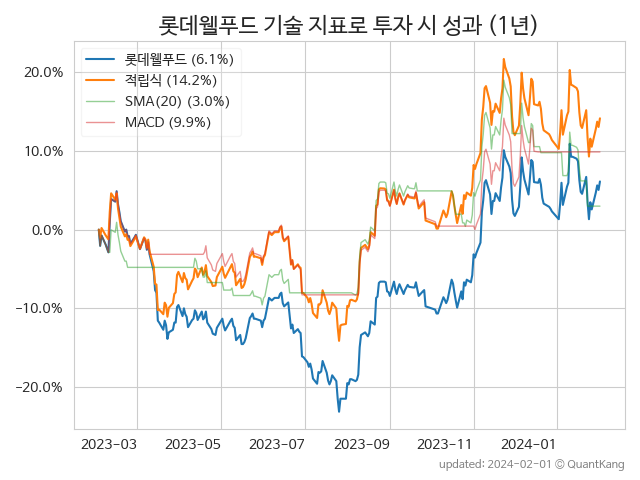 롯데웰푸드 기술 지표로 투자 시 성과 (1년)
롯데웰푸드 (6.1%)
적립식 (14.2%)
SMA(20) (3.0%)
MACD (9.9%)
20.0%
10.0%
0.0%
−10.0%
−20.0%
2023-03 2023-05 2023-07 2023-09 2023-11 2024-01
updated: 2024-02-01 © QuantKang